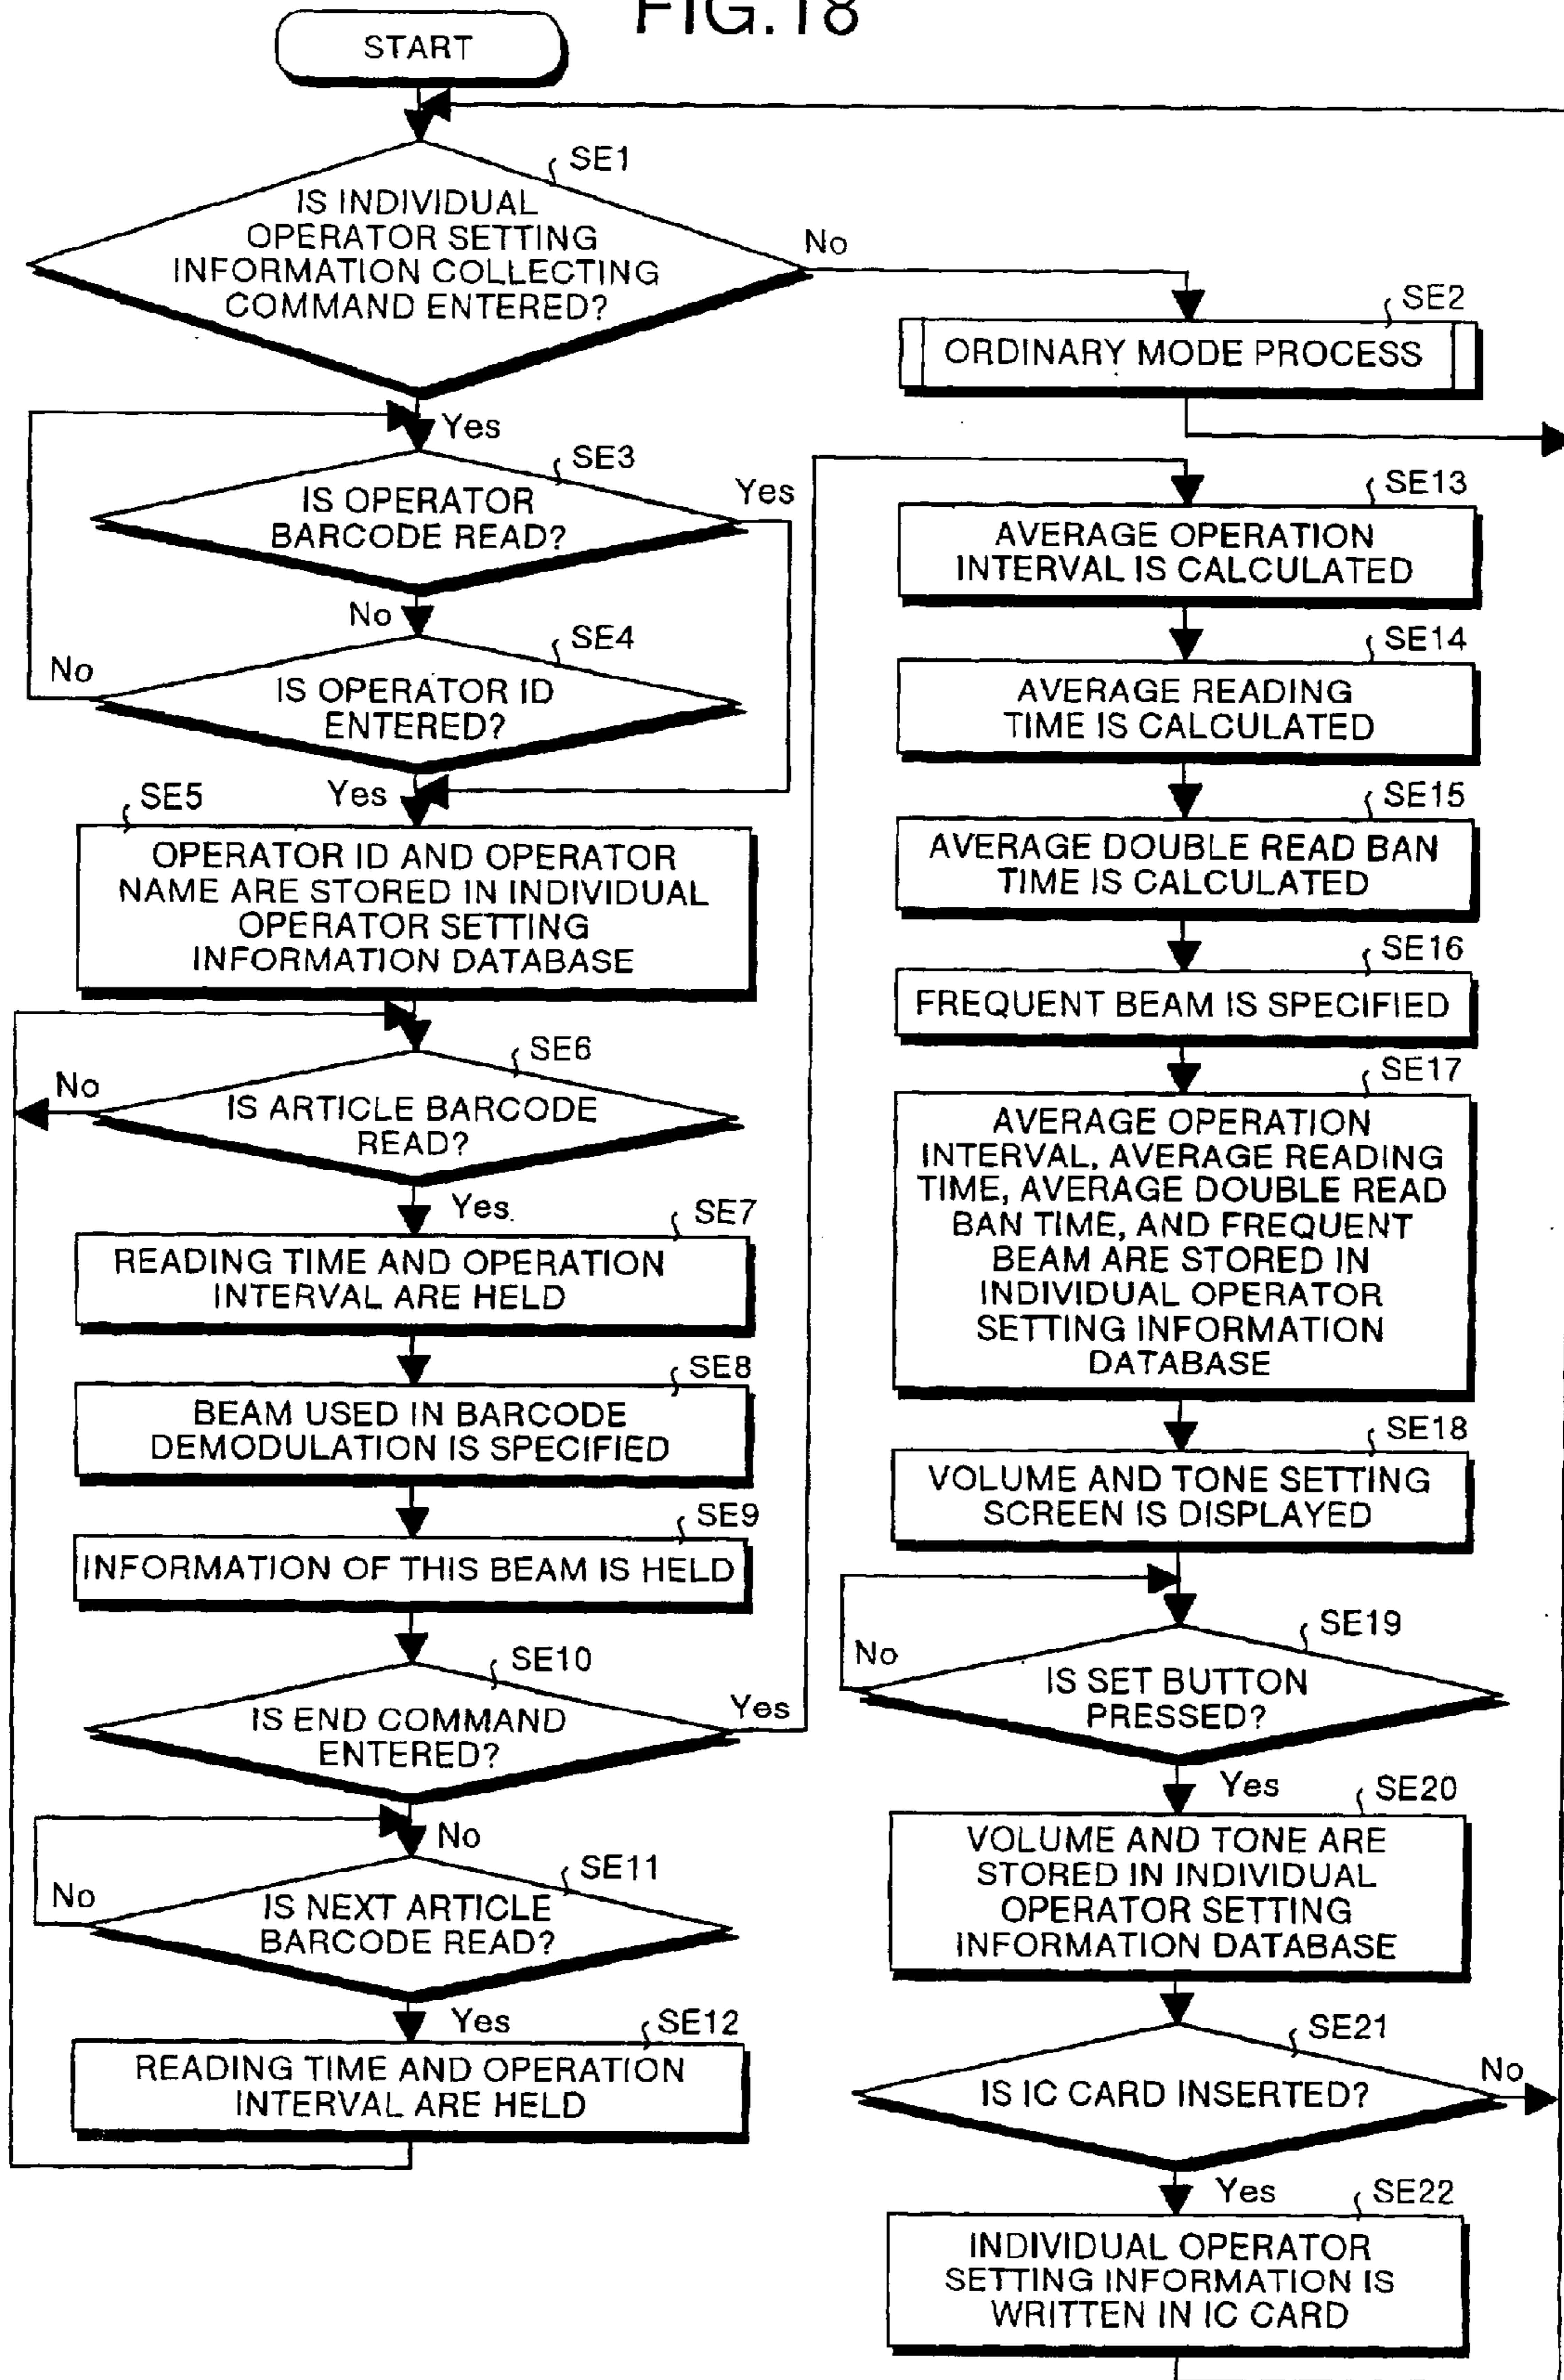 FIG.18
START
SE1
IS INDIVIDUAL
OPERATOR SETTING
INFORMATION COLLECTING
COMMAND ENTERED?
No
Yes
SE2
ORDINARY MODE PROCESS
SE3
IS OPERATOR
BARCODE READ?
Yes
No
SE4
IS OPERATOR ID
ENTERED?
No
Yes
SE5
OPERATOR ID AND OPERATOR
NAME ARE STORED IN INDIVIDUAL
OPERATOR SETTING
INFORMATION DATABASE
SE6
IS ARTICLE BARCODE
READ?
No
Yes
SE7
READING TIME AND OPERATION
INTERVAL ARE HELD
SE8
BEAM USED IN BARCODE
DEMODULATION IS SPECIFIED
SE9
INFORMATION OF THIS BEAM IS HELD
SE10
IS END COMMAND
ENTERED?
Yes
No
SE11
IS NEXT ARTICLE
BARCODE READ?
No
Yes
SE12
READING TIME AND OPERATION
INTERVAL ARE HELD
SE13
AVERAGE OPERATION
INTERVAL IS CALCULATED
SE14
AVERAGE READING
TIME IS CALCULATED
SE15
AVERAGE DOUBLE READ BAN
TIME IS CALCULATED
SE16
FREQUENT BEAM IS SPECIFIED
SE17
AVERAGE OPERATION
INTERVAL, AVERAGE READING
TIME, AVERAGE DOUBLE READ
BAN TIME, AND FREQUENT
BEAM ARE STORED IN
INDIVIDUAL OPERATOR
SETTING INFORMATION
DATABASE
SE18
VOLUME AND TONE SETTING
SCREEN IS DISPLAYED
SE19
IS SET BUTTON
PRESSED?
No
Yes
SE20
VOLUME AND TONE ARE
STORED IN INDIVIDUAL
OPERATOR SETTING
INFORMATION DATABASE
SE21
IS IC CARD INSERTED?
No
Yes
SE22
INDIVIDUAL OPERATOR
SETTING INFORMATION IS
WRITTEN IN IC CARD